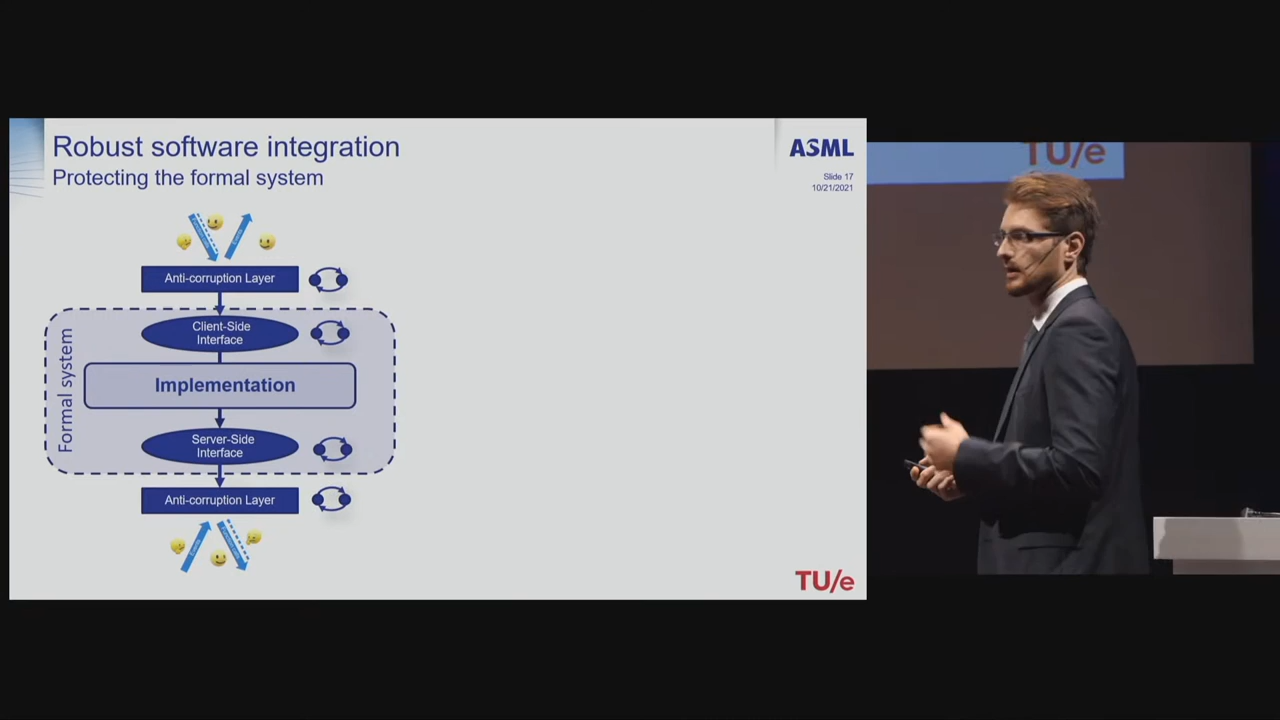 Robust software integration
Protecting the formal system
ASML
Slide 17
10/21/2021
TU/e
Anti-corruption Layer
Client-Side
Interface
Formal system
Implementation
Server-Side
Interface
Anti-corruption Layer
TU/e